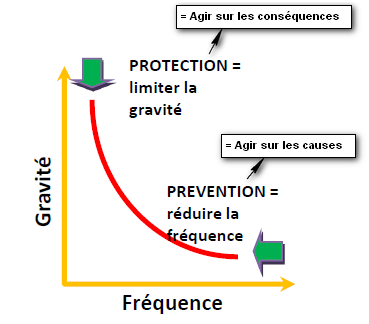 = Agir sur les conséquences
PROTECTION =
limiter la
gravité
= Agir sur les causes
PREVENTION =
réduire la
fréquence
Gravité
Fréquence